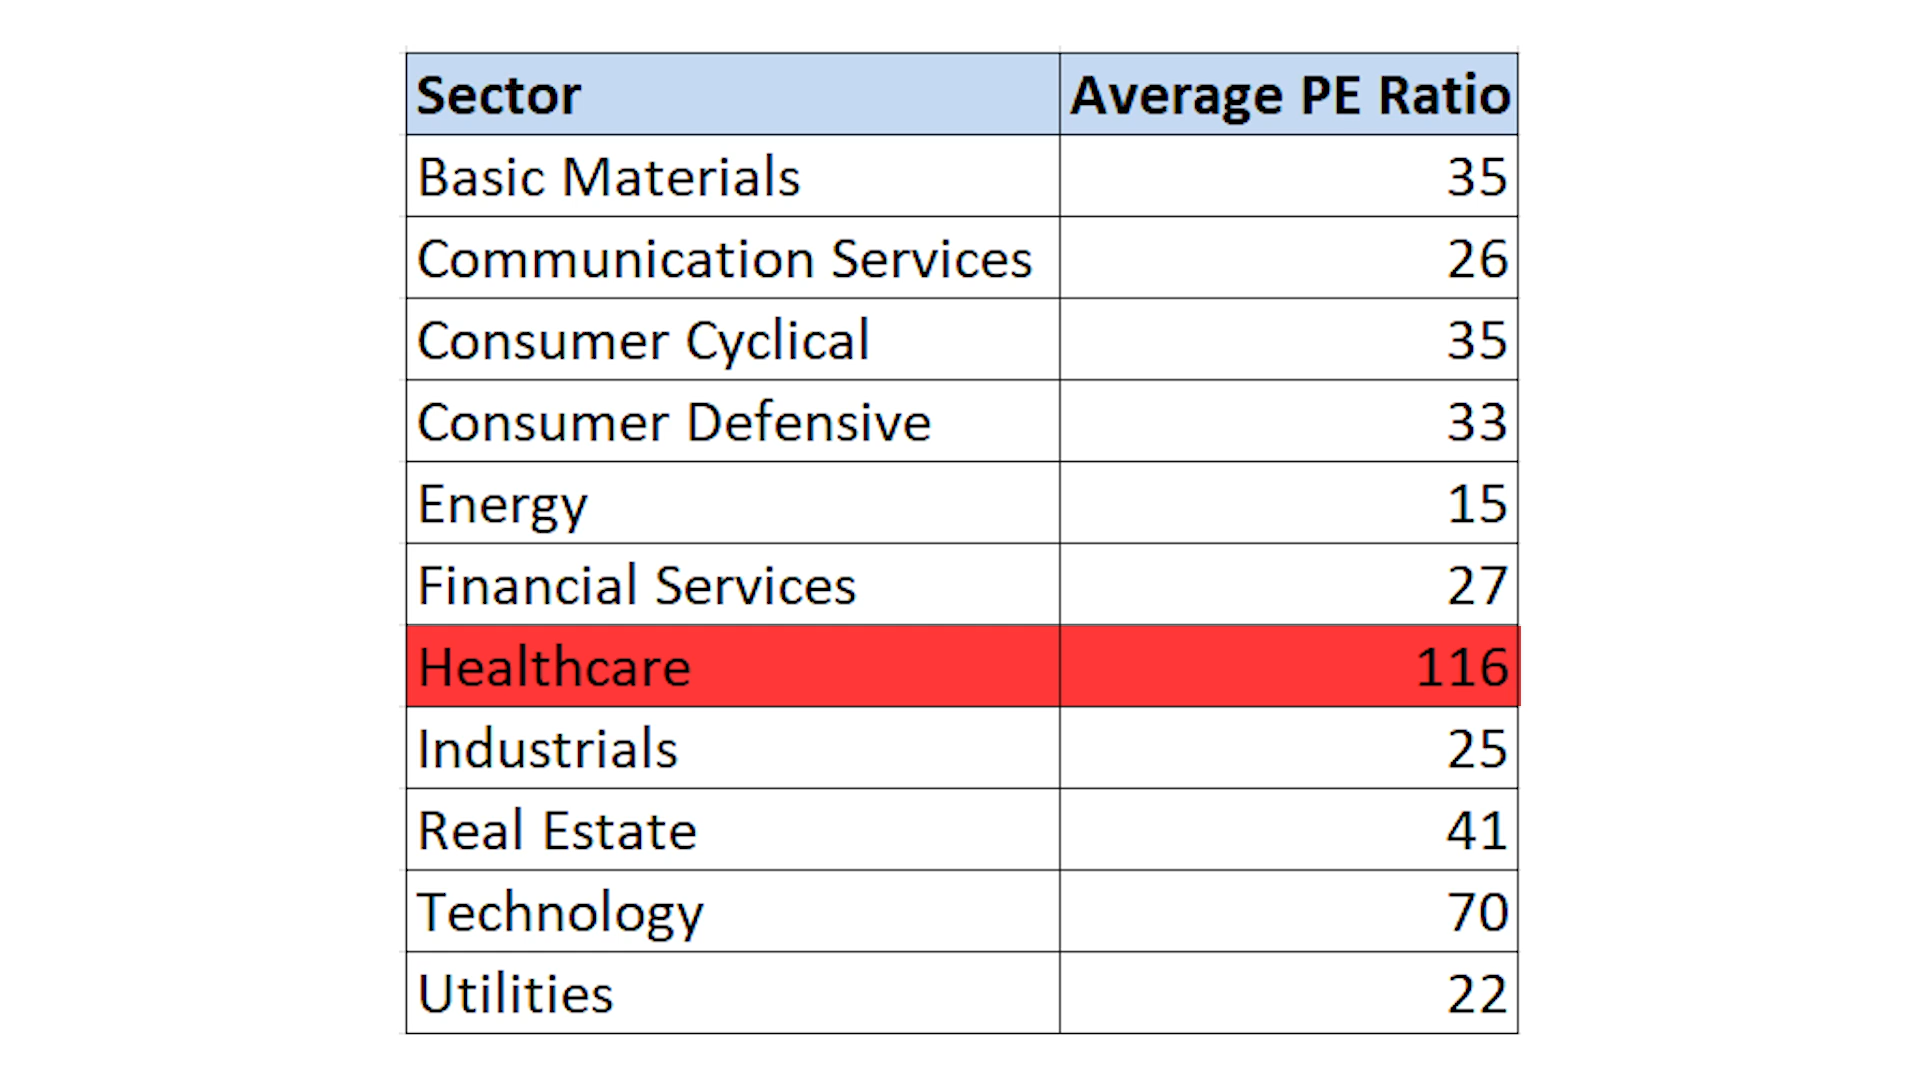 Sector Average PE Ratio
Basic Materials 35
Communication Services 26
Consumer Cyclical 35
Consumer Defensive 33
Energy 15
Financial Services 27
Healthcare 116
Industrials 25
Real Estate 41
Technology 70
Utilities 22